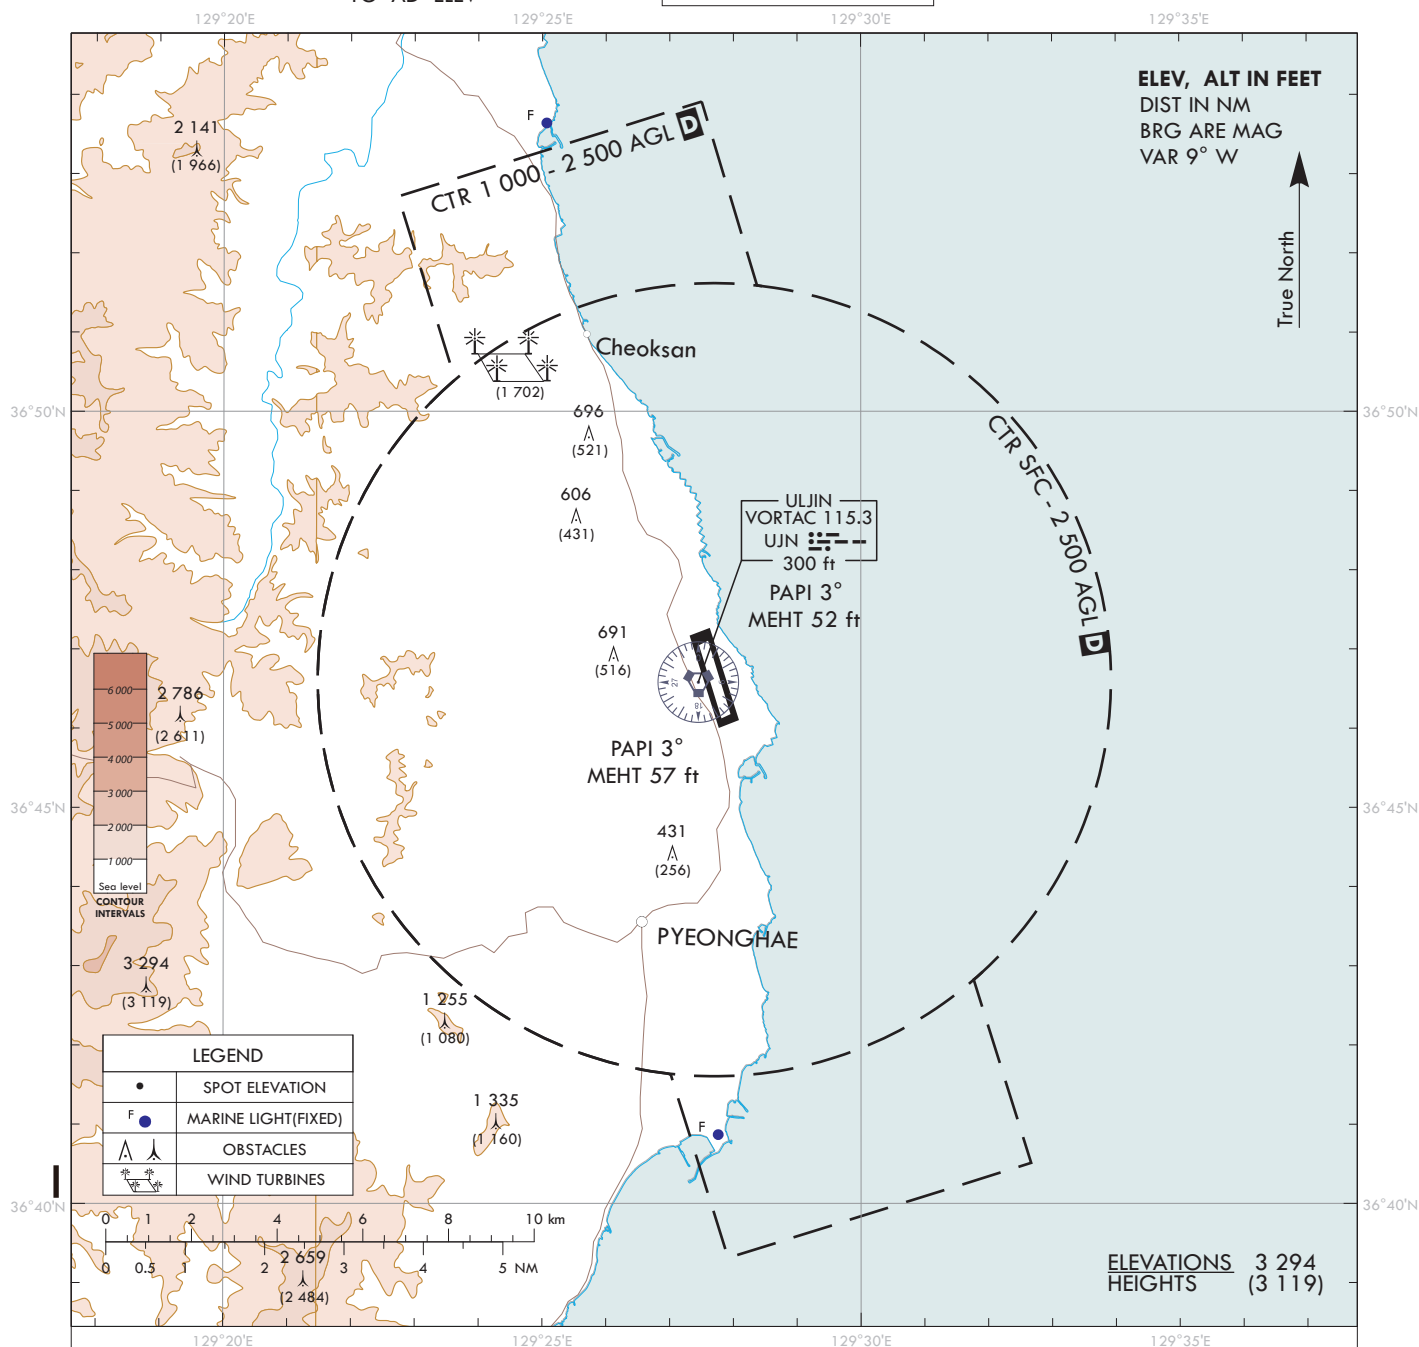 TO AD ELEV
129°20'E
129°25'E
129°30'E
129°35'E
ELEV, ALT IN FEET
DIST IN NM
BRG ARE MAG
VAR 9° W
True North
F
2 141
(1 966)
CTR 1 000 - 2 500 AGL D
Cheoksan
(1 702)
36°50'N
36°50'N
696
(521)
CTR SFC - 2 500 AGL D
606
(431)
ULJIN
VORTAC 115.3
UJN
300 ft
PAPI 3°
MEHT 52 ft
691
(516)
27
18
6 000
5 000
4 000
3 000
2 000
1 000
Sea level
CONTOUR
INTERVALS
2 786
(2 611)
PAPI 3°
MEHT 57 ft
36°45'N
36°45'N
431
(256)
PYEONGHAE
3 294
(3 119)
1 255
(1 080)
LEGEND
SPOT ELEVATION
F MARINE LIGHT(FIXED)
OBSTACLES
WIND TURBINES
1 335
(1 160)
F
36°40'N
36°40'N
0 1 2 4 6 8 10 km
0 0.5 1 2 3 4 5 NM
2 659
(2 484)
ELEVATIONS 3 294
HEIGHTS (3 119)
129°20'E
129°25'E
129°30'E
129°35'E